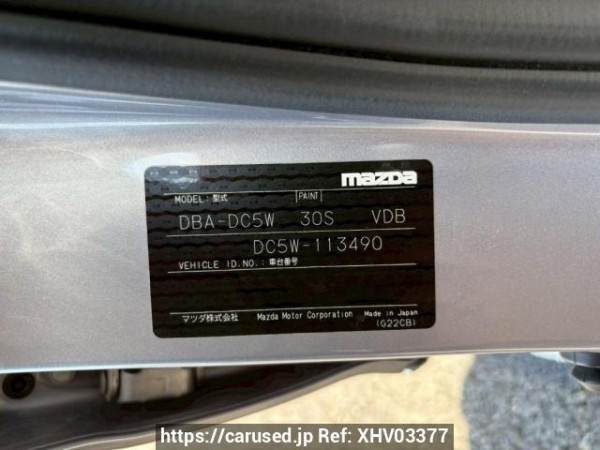 mazda
MODEL:型式 PAINT
DBA-DC5W 30S VDB
DC5W-113490
VEHICLE ID.NO.:車台番号
マツダ株式会社 Mazda Motor Corporation Made in Japan
(G22CB)
https://carused.jp Ref: XHV03377